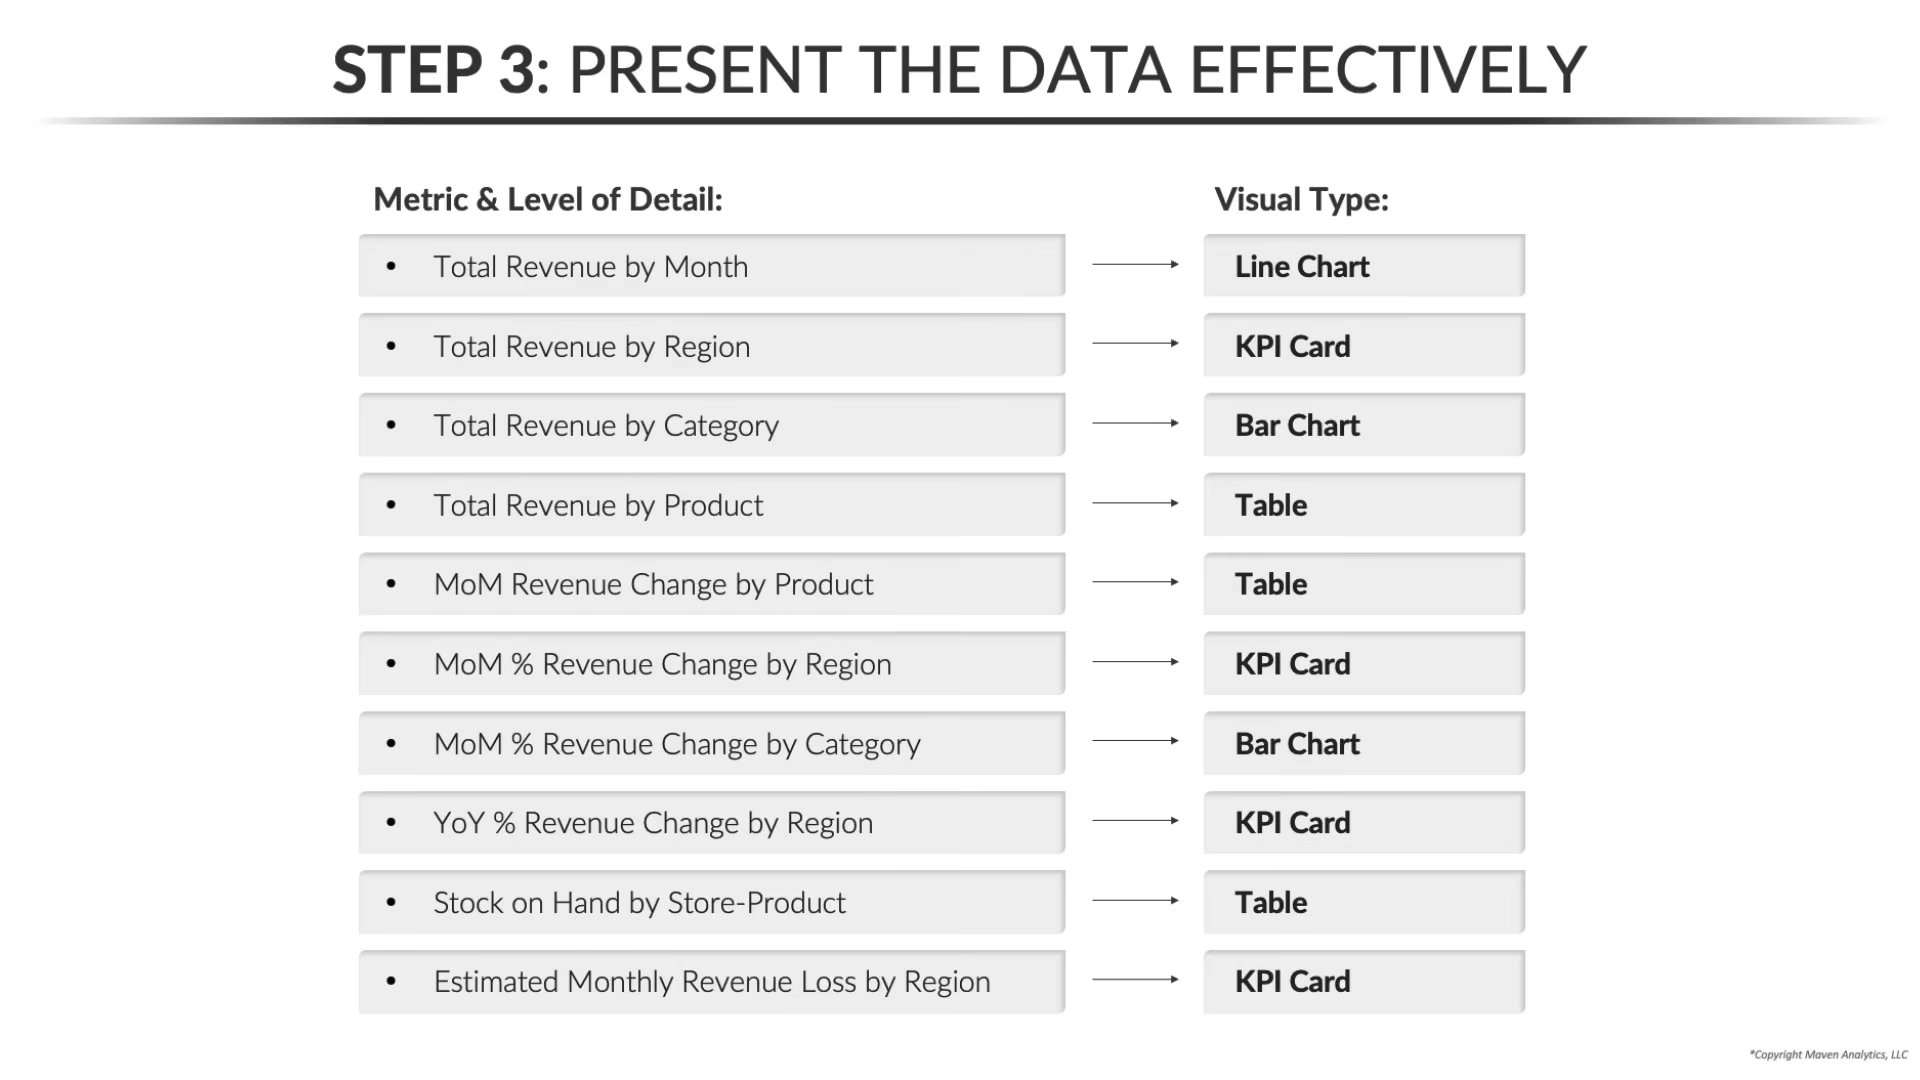 STEP 3: PRESENT THE DATA EFFECTIVELY
Metric & Level of Detail: Visual Type:
• Total Revenue by Month Line Chart
• Total Revenue by Region KPI Card
• Total Revenue by Category Bar Chart
• Total Revenue by Product Table
• MoM Revenue Change by Product Table
• MoM % Revenue Change by Region KPI Card
• MoM % Revenue Change by Category Bar Chart
• YoY % Revenue Change by Region KPI Card
• Stock on Hand by Store-Product Table
• Estimated Monthly Revenue Loss by Region KPI Card
*Copyright Maven Analytics, LLC